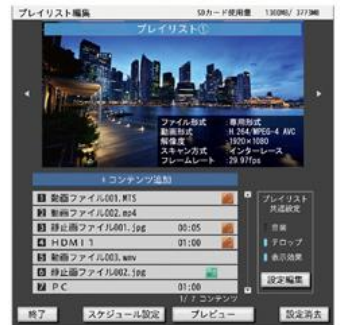 プレイリスト編集
SDカード使用量 1300MB/ 3773MB
プレイリスト①
ファイル形式 :専用形式
動画形式 :H.264/MPEG-4 AVC
解像度 :1920×1080
スキャン方式 :インターレース
フレームレート :29.97fps
+コンテンツ追加
1 動画ファイル001.MTS
2 動画ファイル002.mp4
3 静止画ファイル001.jpg 00:05
4 HDMI1 01:00
5 動画ファイル003.wmv
6 静止画ファイル002.jpg
7 PC 01:00
1/ 7 コンテンツ
プレイリスト
共通設定
音楽
テロップ
表示効果
設定編集
終了
スケジュール設定
プレビュー
設定消去